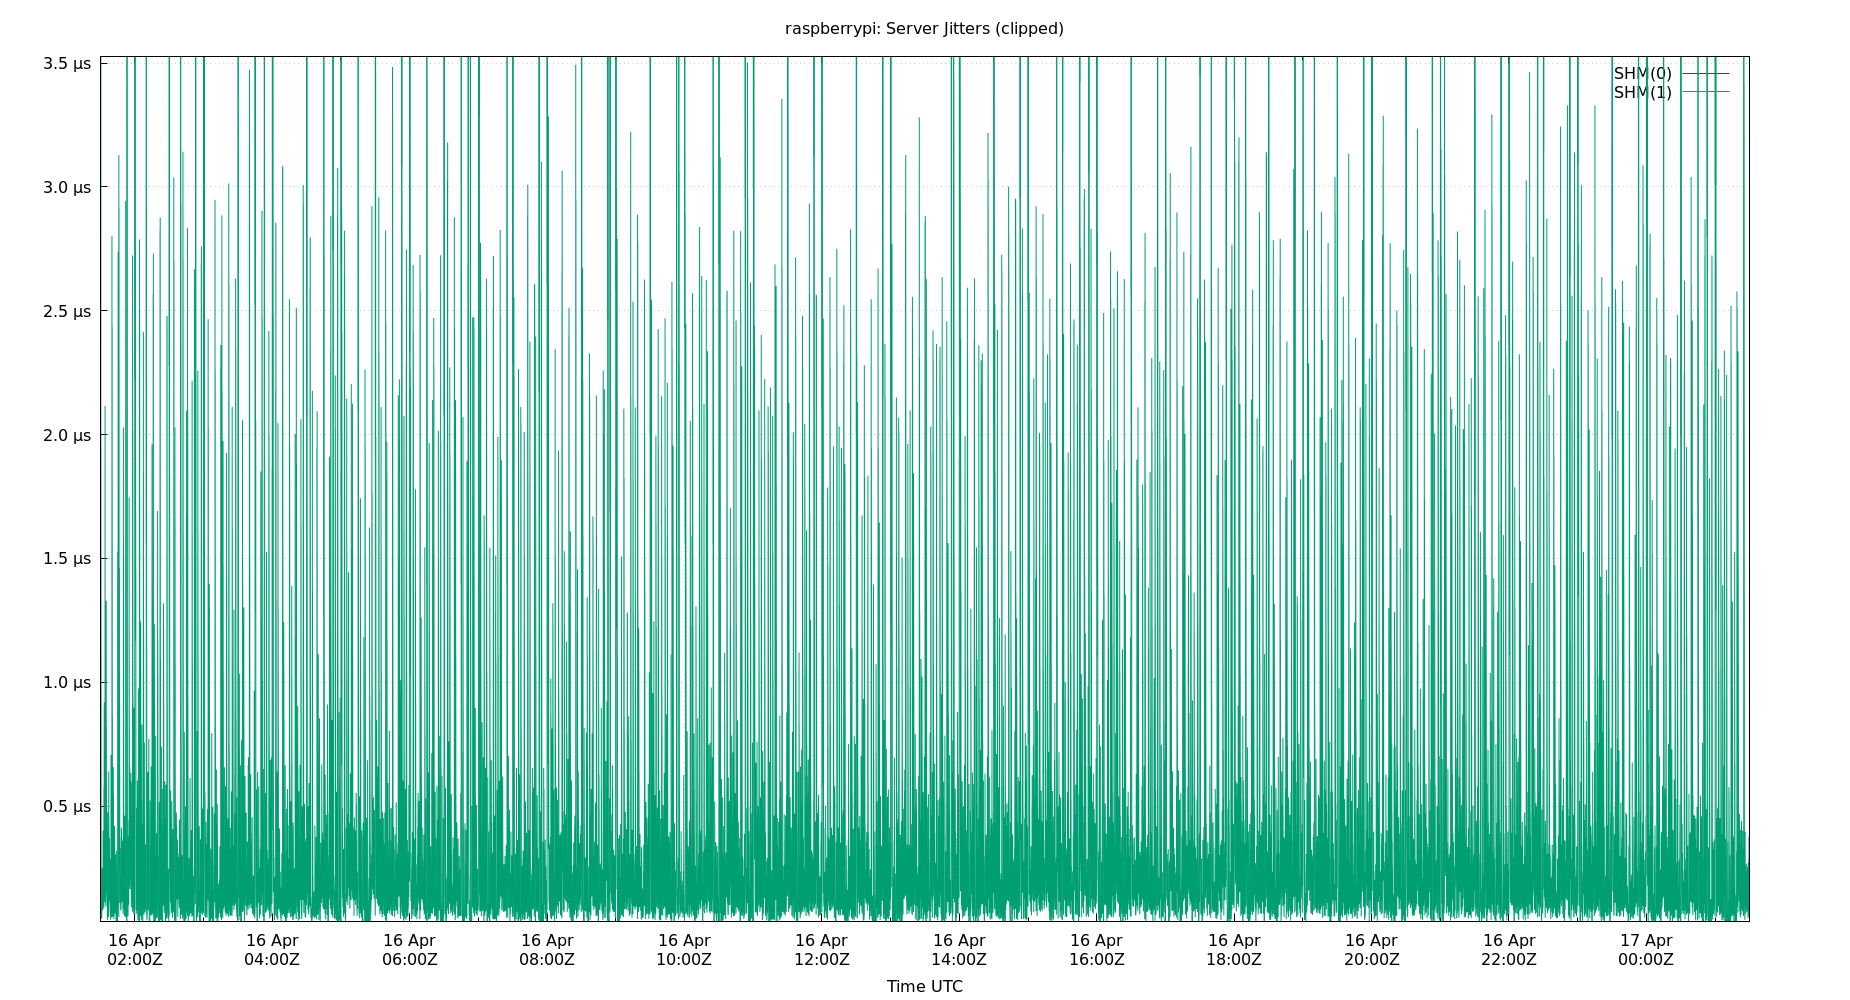 raspberrypi: Server Jitters (clipped)
3.5 µs
3.0 µs
2.5 µs
2.0 µs
1.5 µs
1.0 µs
0.5 µs
SHM(0)
SHM(1)
16 Apr 16 Apr 16 Apr 16 Apr 16 Apr 16 Apr 16 Apr 16 Apr 16 Apr 16 Apr 16 Apr 17 Apr
02:00Z 04:00Z 06:00Z 08:00Z 10:00Z 12:00Z 14:00Z 16:00Z 18:00Z 20:00Z 22:00Z 00:00Z
Time UTC